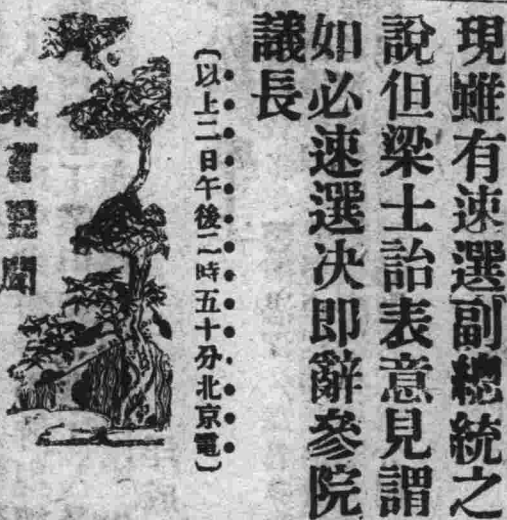 現雖有速選副總統之
說但梁士詒表意見謂
如必速選決即辭參院
議長
〔以上二日午後二時五十分北京電〕
東
聞